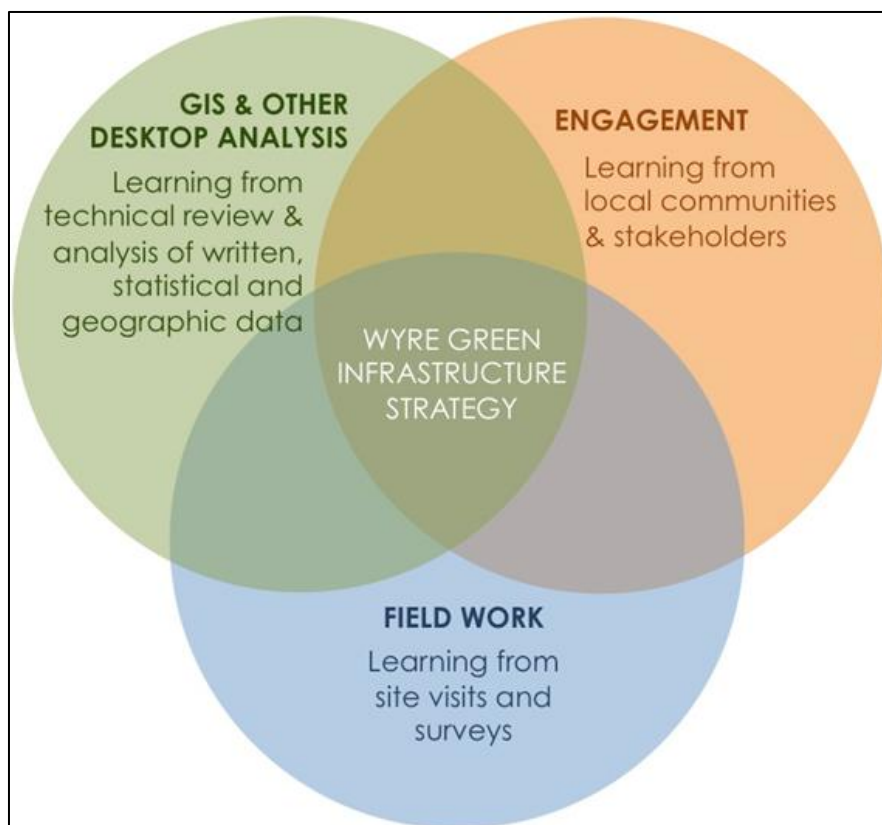 GIS & OTHER
DESKTOP ANALYSIS
Learning from
technical review &
analysis of written,
statistical and
geographic data
ENGAGEMENT
Learning from
local communities
& stakeholders
WYRE GREEN
INFRASTRUCTURE
STRATEGY
FIELD WORK
Learning from
site visits and
surveys